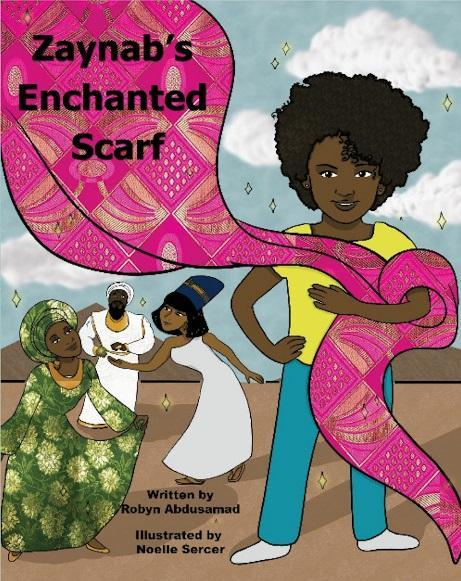 Zaynab's
Enchanted
Scarf
Written by
Robyn Abdusamad
Illustrated by
Noelle Sercer